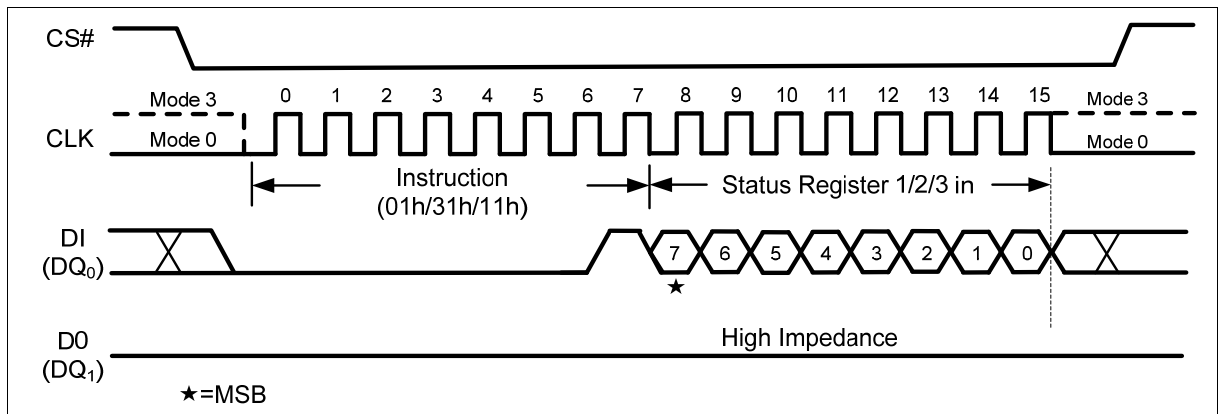 CS#
Mode 3 0 1 2 3 4 5 6 7 8 9 10 11 12 13 14 15 Mode 3
CLK Mode 0 Mode 0
Instruction Status Register 1/2/3 in
(01h/31h/11h)
DI
(DQ0) 7 6 5 4 3 2 1 0
★
D0 High Impedance
(DQ1)
★=MSB